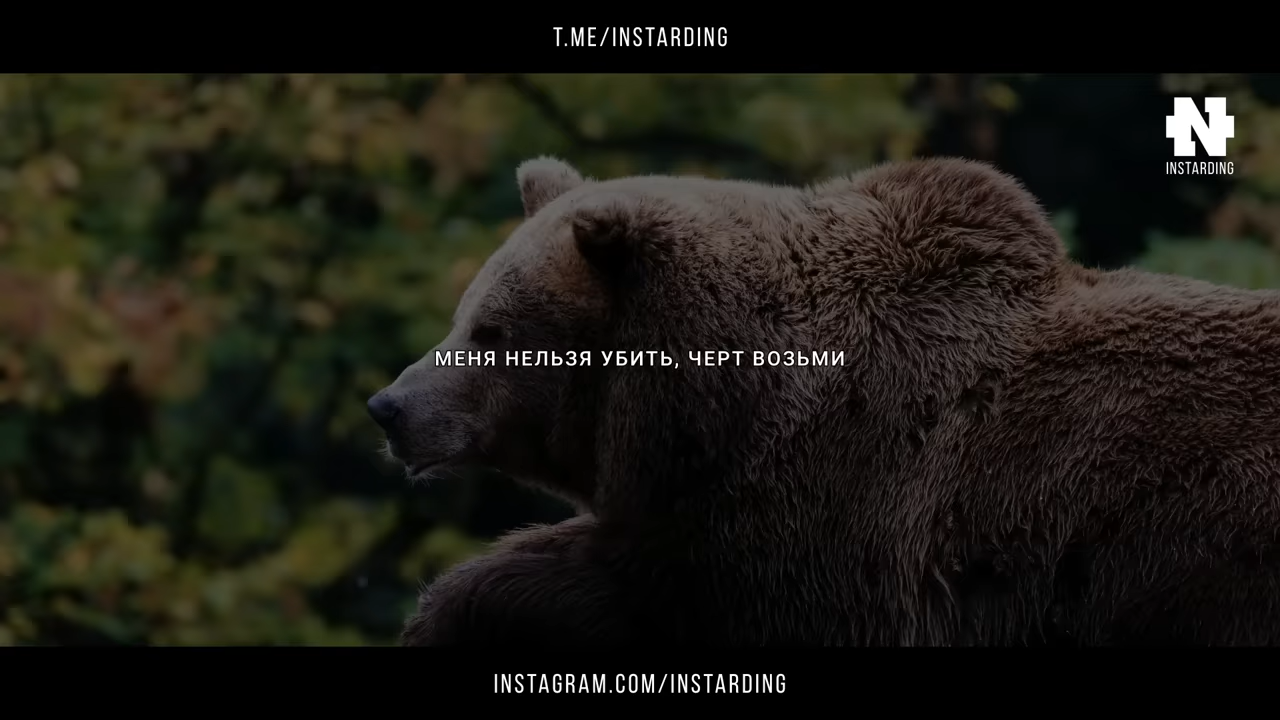 T.ME/INSTARDING
N
INSTARDING
МЕНЯ НЕЛЬЗЯ УБИТЬ, ЧЕРТ ВОЗЬМИ
INSTAGRAM.COM/INSTARDING